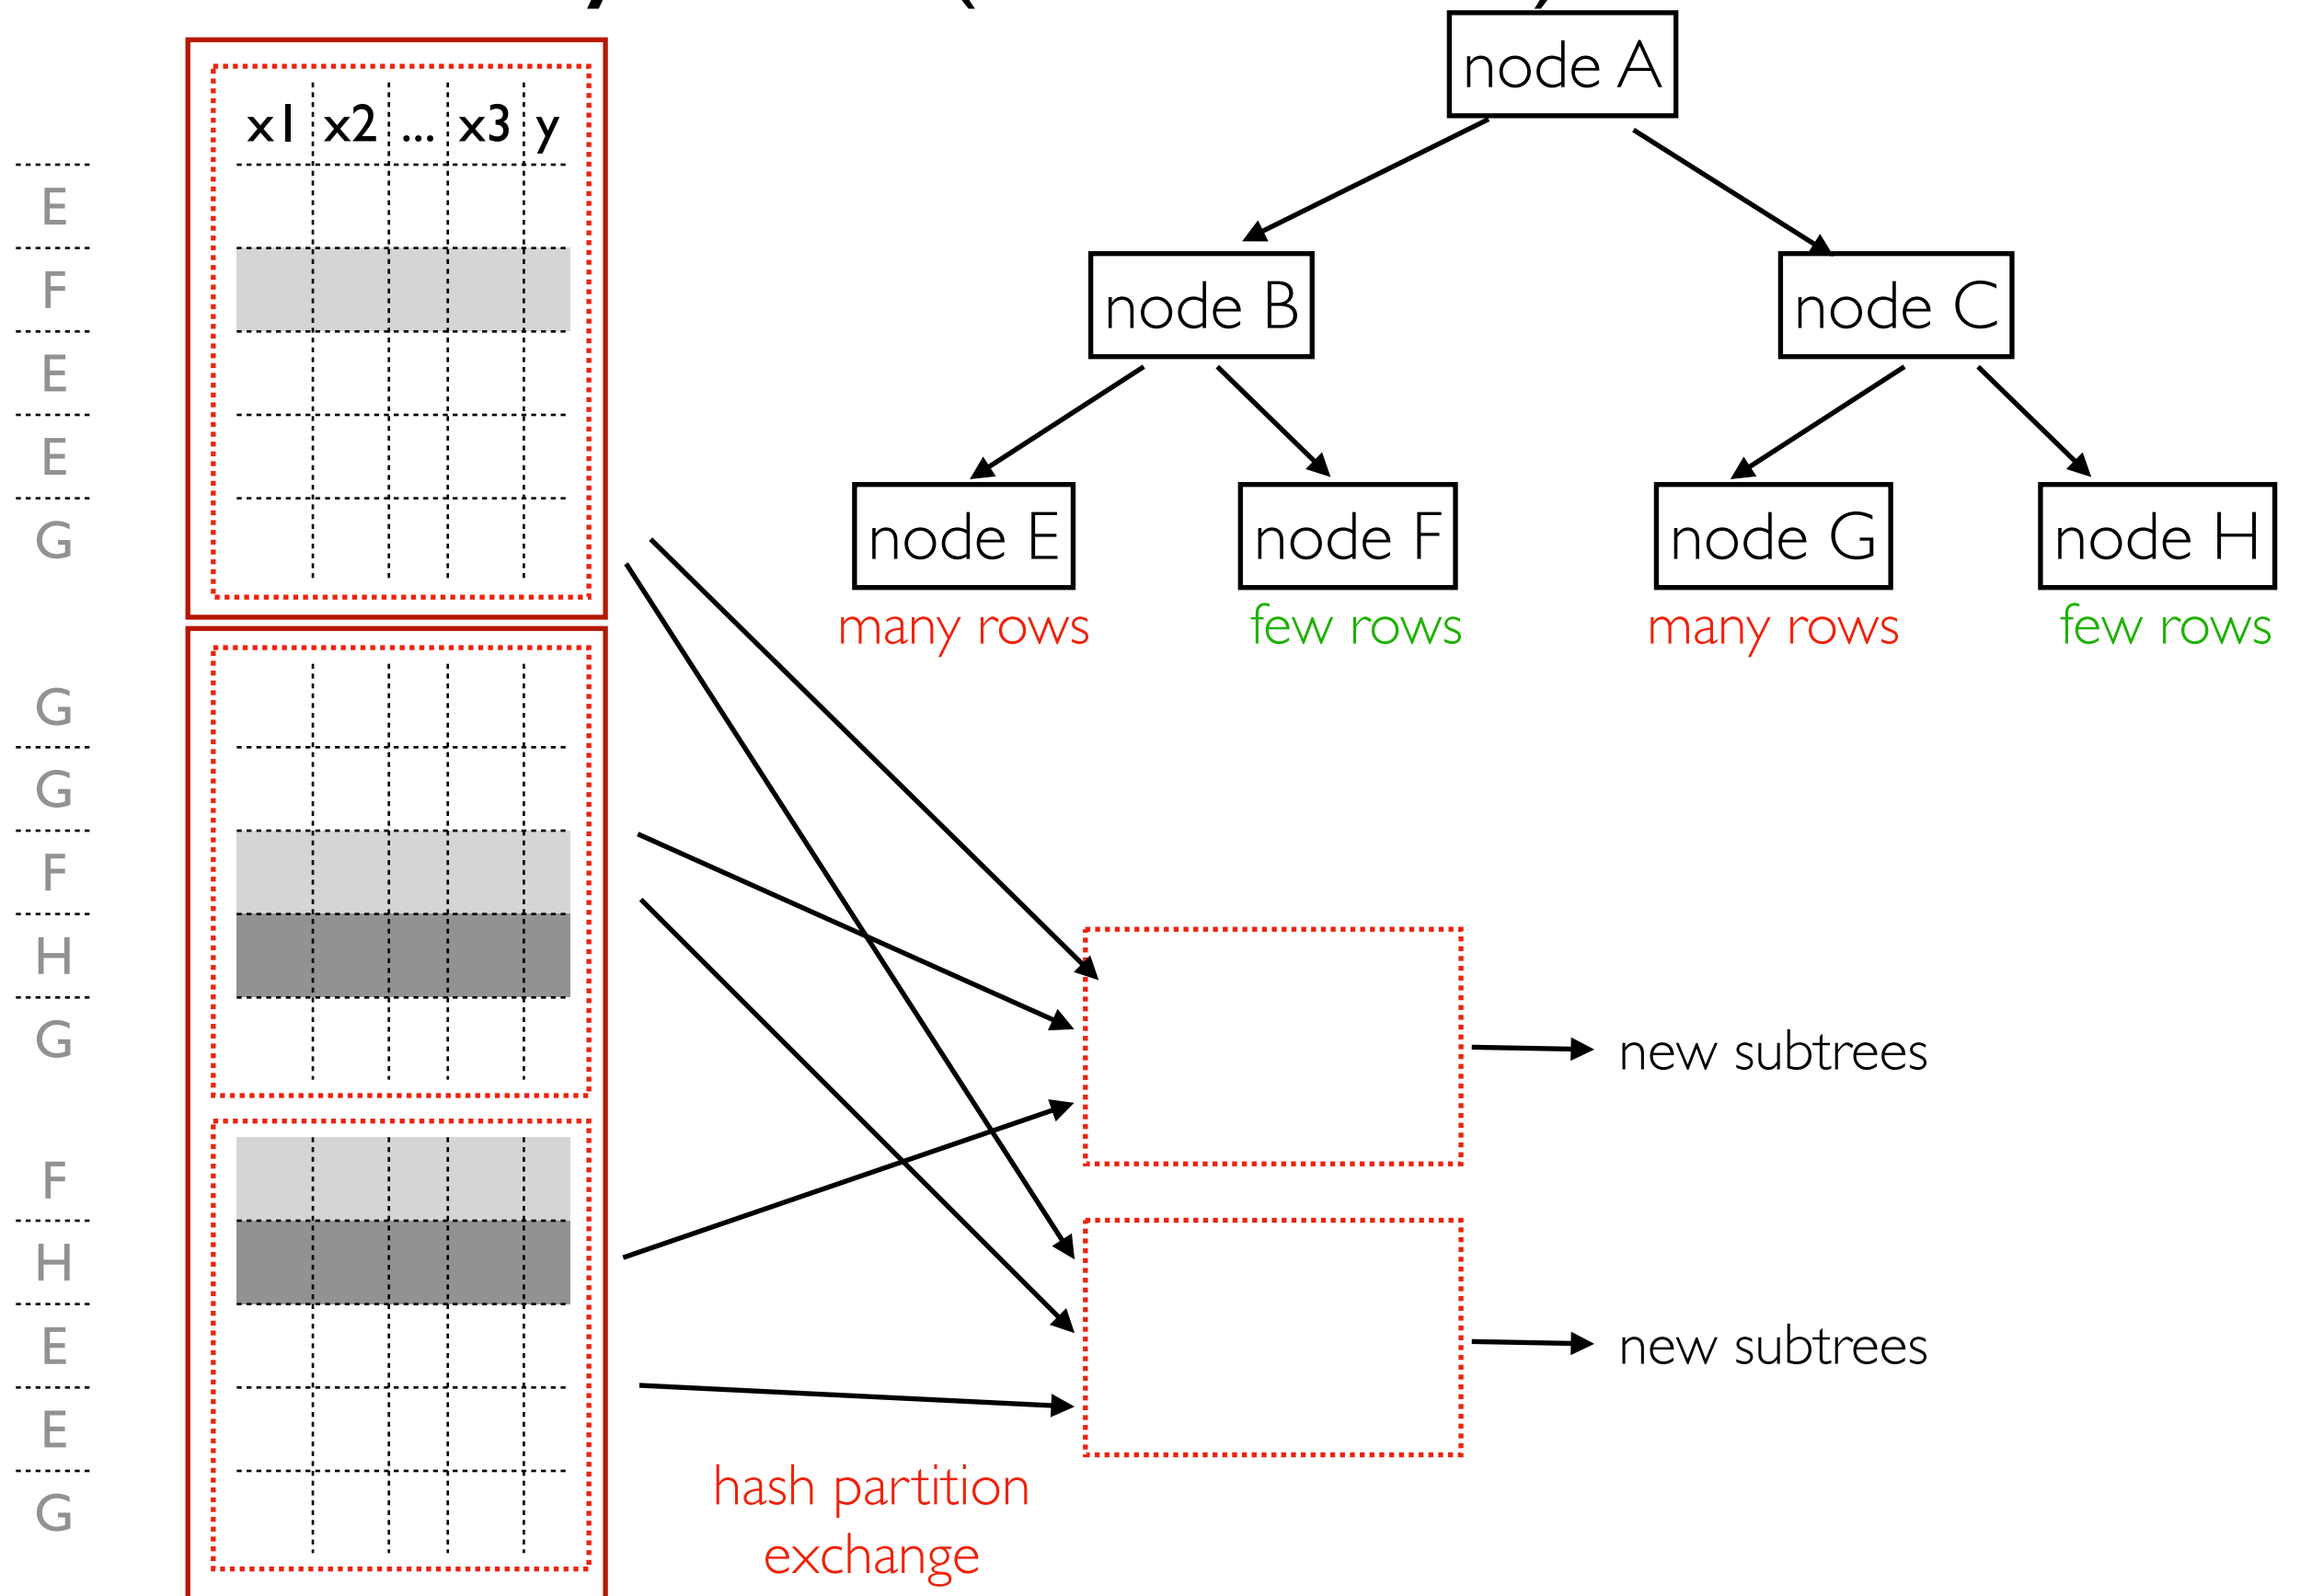 x1 x2 ... x3 y
E
F
E
E
G
G
G
F
H
G
F
H
E
E
G
node A
node B
node C
node E
node F
node G
node H
many rows
few rows
many rows
few rows
new subtrees
new subtrees
hash partition
exchange